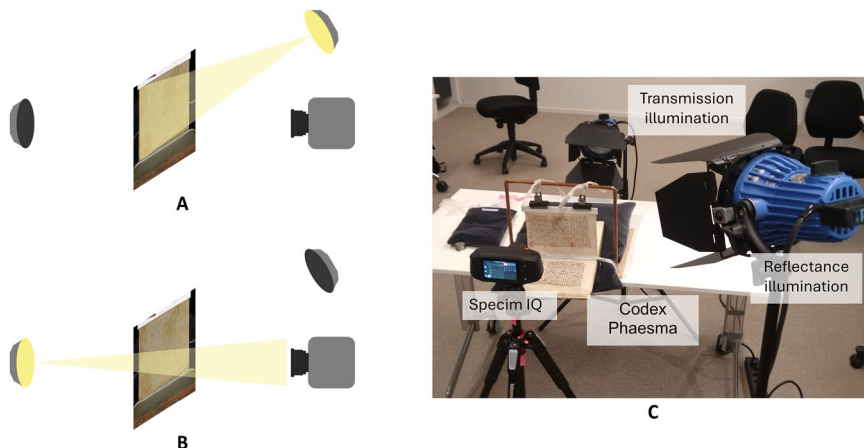 A
B
Transmission
illumination
Reflectance
illumination
Specim IQ
Codex
Phaesma
C